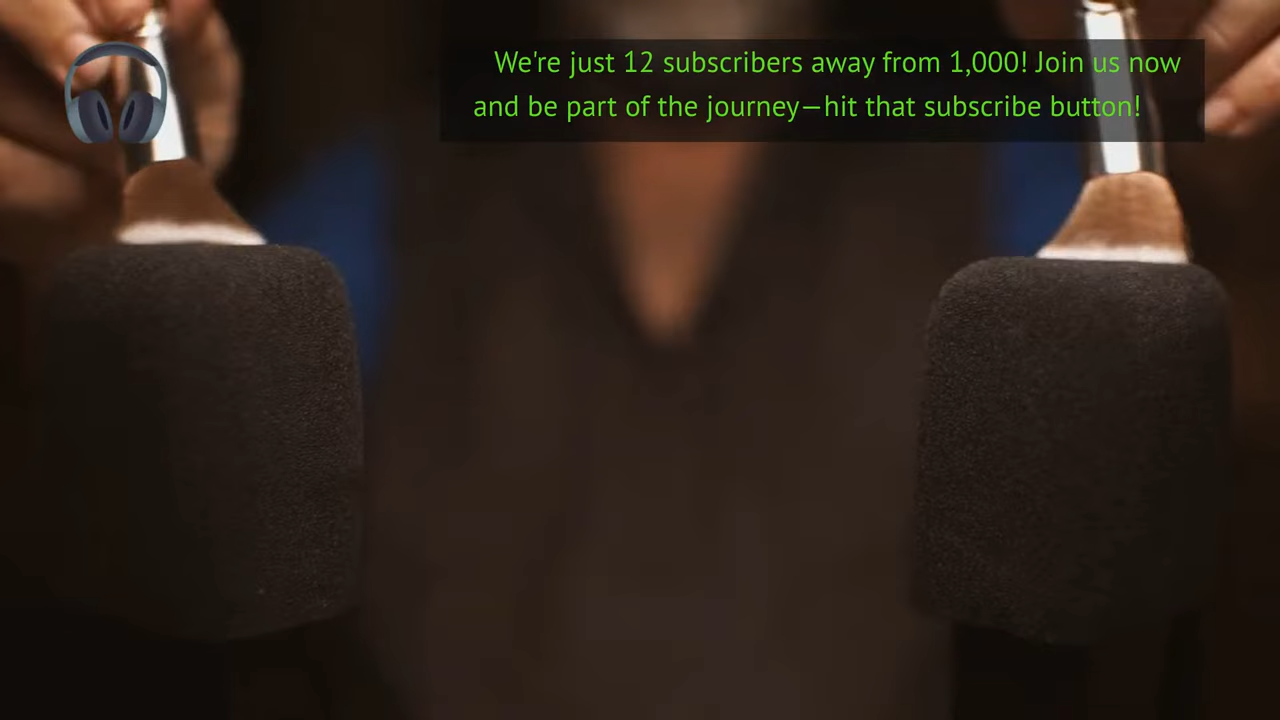 We're just 12 subscribers away from 1,000! Join us now
and be part of the journey—hit that subscribe button!